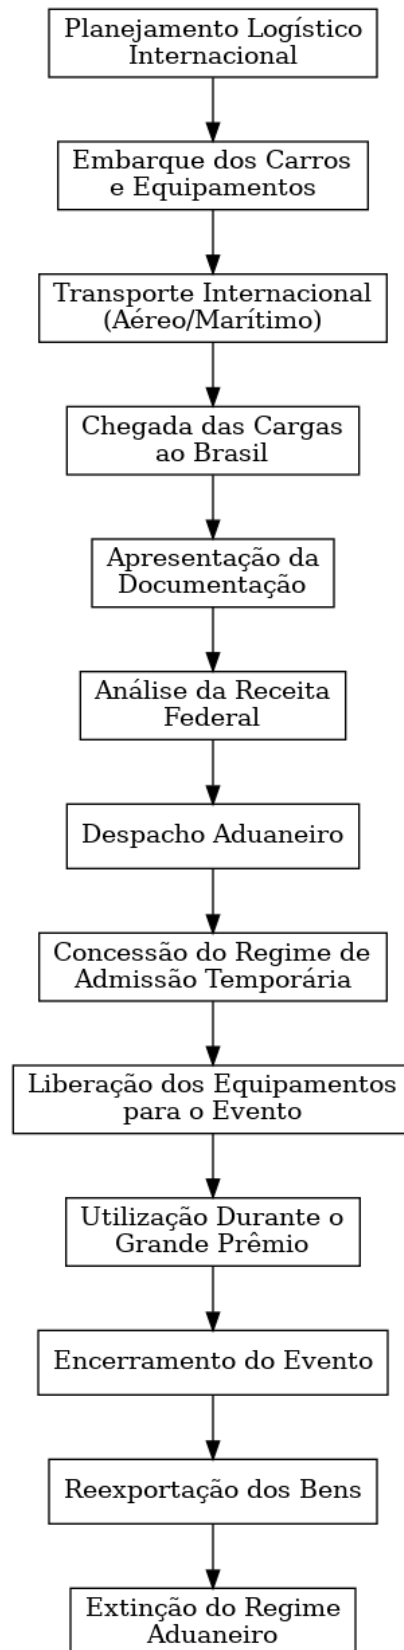 Planejamento Logístico
Internacional
Embarque dos Carros
e Equipamentos
Transporte Internacional
(Aéreo/Marítimo)
Chegada das Cargas
ao Brasil
Apresentação da
Documentação
Análise da Receita
Federal
Despacho Aduaneiro
Concessão do Regime de
Admissão Temporária
Liberação dos Equipamentos
para o Evento
Utilização Durante o
Grande Prêmio
Encerramento do Evento
Reexportação dos Bens
Extinção do Regime
Aduaneiro